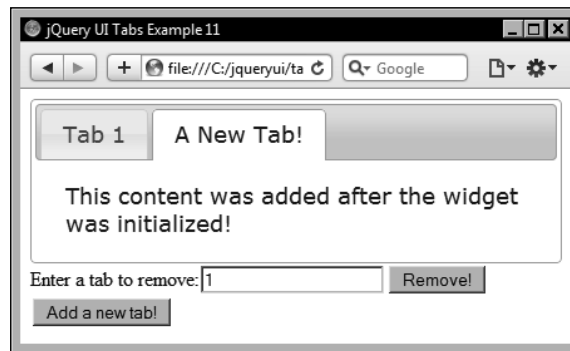 jQuery UI Tabs Example 11
file:///C:/jqueryui/ta
Google
Tab 1
A New Tab!
This content was added after the widget
was initialized!
Enter a tab to remove: 1 Remove!
Add a new tab!